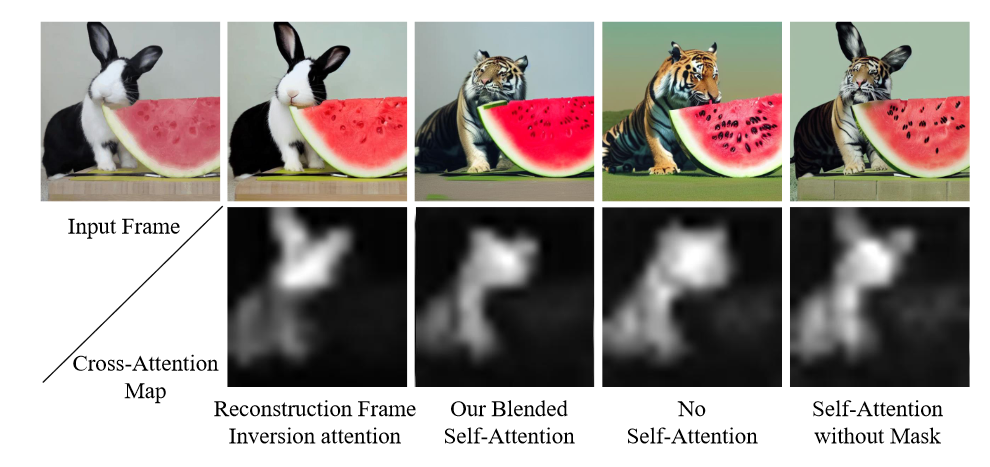 Input Frame
Cross-Attention
Map
Reconstruction Frame
Inversion attention
Our Blended
Self-Attention
No
Self-Attention
Self-Attention
without Mask